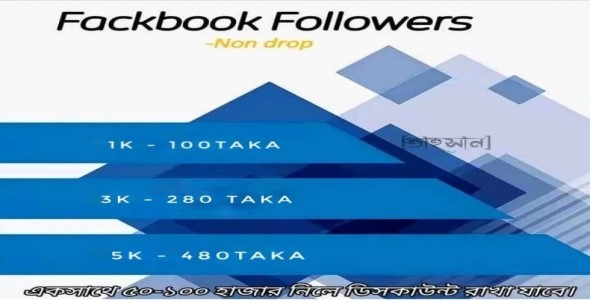 Fackbook Followers
-Non drop
1K - 100TAKA
[তাহসান]
3K - 280 TAKA
5K - 480TAKA
একসাথে ৫০-১০০ হাজার নিলে ডিসকাউন্ট রাখা যাবে।